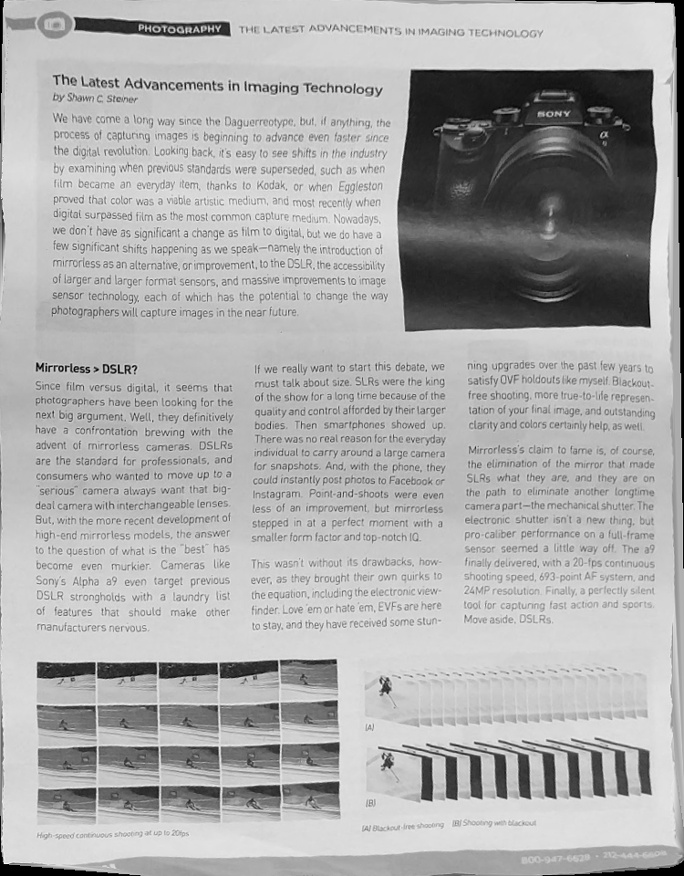 PHOTOGRAPHY THE LATEST ADVANCEMENTS IN IMAGING TECHNOLOGY
The Latest Advancements in Imaging Technology
by Shawn C. Steiner
We have come a long way since the Daguerreotype, but, if anything, the
process of capturing images is beginning to advance even faster since
the digital revolution. Looking back, it's easy to see shifts in the industry
by examining when previous standards were superseded, such as when
film became an everyday item, thanks to Kodak, or when Eggleston
proved that color was a viable artistic medium, and most recently when
digital surpassed film as the most common capture medium. Nowadays,
we don't have as significant a change as film to digital, but we do have a
few significant shifts happening as we speak—namely the introduction of
mirrorless as an alternative, or improvement, to the DSLR, the accessibility
of larger and larger format sensors, and massive improvements to image
sensor technology, each of which has the potential to change the way
photographers will capture images in the near future.
SONY
α
9
Mirrorless > DSLR?
Since film versus digital, it seems that
photographers have been looking for the
next big argument. Well, they definitively
have a confrontation brewing with the
advent of mirrorless cameras. DSLRs
are the standard for professionals, and
consumers who wanted to move up to a
"serious" camera always want that big-
deal camera with interchangeable lenses.
But, with the more recent development of
high-end mirrorless models, the answer
to the question of what is the "best" has
become even murkier. Cameras like
Sony's Alpha a9 even target previous
DSLR strongholds with a laundry list
of features that should make other
manufacturers nervous.
If we really want to start this debate, we
must talk about size. SLRs were the king
of the show for a long time because of the
quality and control afforded by their larger
bodies. Then smartphones showed up.
There was no real reason for the everyday
individual to carry around a large camera
for snapshots. And, with the phone, they
could instantly post photos to Facebook or
Instagram. Point-and-shoots were even
less of an improvement, but mirrorless
stepped in at a perfect moment with a
smaller form factor and top-notch IQ.
This wasn't without its drawbacks, how-
ever, as they brought their own quirks to
the equation, including the electronic view-
finder. Love 'em or hate 'em, EVFs are here
to stay, and they have received some stun-
ning upgrades over the past few years to
satisfy OVF holdouts like myself. Blackout-
free shooting, more true-to-life represen-
tation of your final image, and outstanding
clarity and colors certainly help, as well.
Mirrorless's claim to fame is, of course,
the elimination of the mirror that made
SLRs what they are, and they are on
the path to eliminate another longtime
camera part—the mechanical shutter. The
electronic shutter isn't a new thing, but
pro-caliber performance on a full-frame
sensor seemed a little way off. The a9
finally delivered, with a 20-fps continuous
shooting speed, 693-point AF system, and
24MP resolution. Finally, a perfectly silent
tool for capturing fast action and sports.
Move aside, DSLRs.
High-speed continuous shooting at up to 20fps
(A)
(B)
(A) Blackout-free shooting (B) Shooting with blackout
800-947-6628 • 212-444-6608